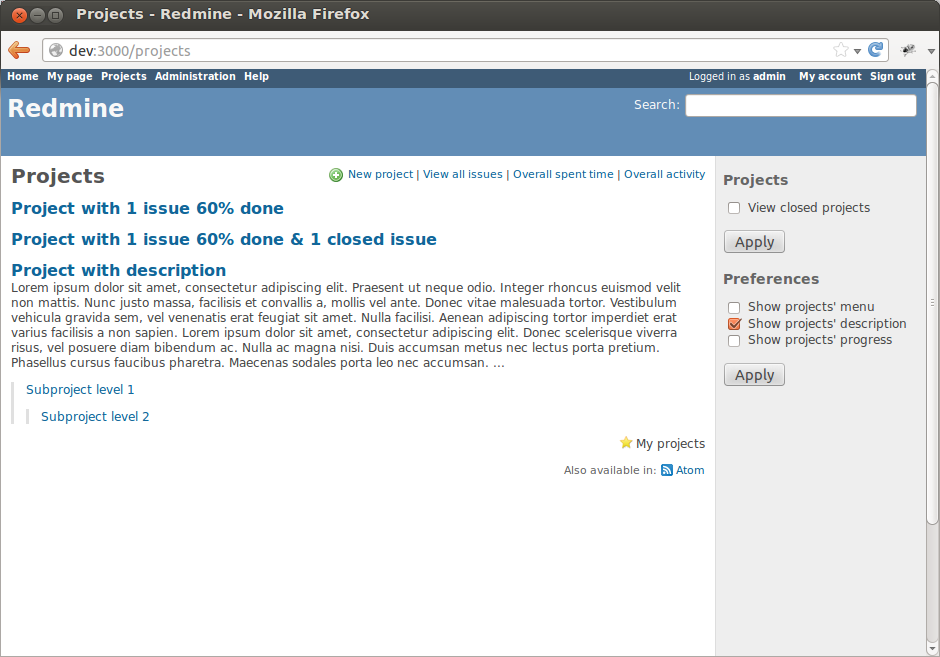 Projects - Redmine - Mozilla Firefox
dev:3000/projects
Home My page Projects Administration Help
Logged in as admin My account Sign out
Redmine
Search:
Projects
New project | View all issues | Overall spent time | Overall activity
Project with 1 issue 60% done
Project with 1 issue 60% done & 1 closed issue
Project with description
Lorem ipsum dolor sit amet, consectetur adipiscing elit. Praesent ut neque odio. Integer rhoncus euismod velit
non mattis. Nunc justo massa, facilisis et convallis a, mollis vel ante. Donec vitae malesuada tortor. Vestibulum
vehicula gravida sem, vel venenatis erat feugiat sit amet. Nulla facilisi. Aenean adipiscing tortor imperdiet erat
varius facilisis a non sapien. Lorem ipsum dolor sit amet, consectetur adipiscing elit. Donec scelerisque viverra
risus, vel posuere diam bibendum ac. Nulla ac magna nisi. Duis accumsan metus nec lectus porta pretium.
Phasellus cursus faucibus pharetra. Maecenas sodales porta leo nec accumsan. ...
Subproject level 1
Subproject level 2
My projects
Also available in: Atom
Projects
View closed projects
Apply
Preferences
Show projects' menu
Show projects' description
Show projects' progress
Apply